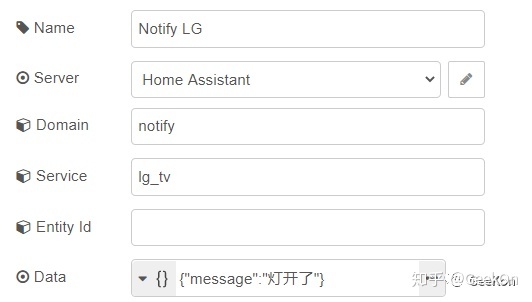 Name Notify LG
Server Home Assistant
Domain notify
Service lg_tv
Entity Id
Data {} {"message":"灯开了"}
知乎 @GeekOn